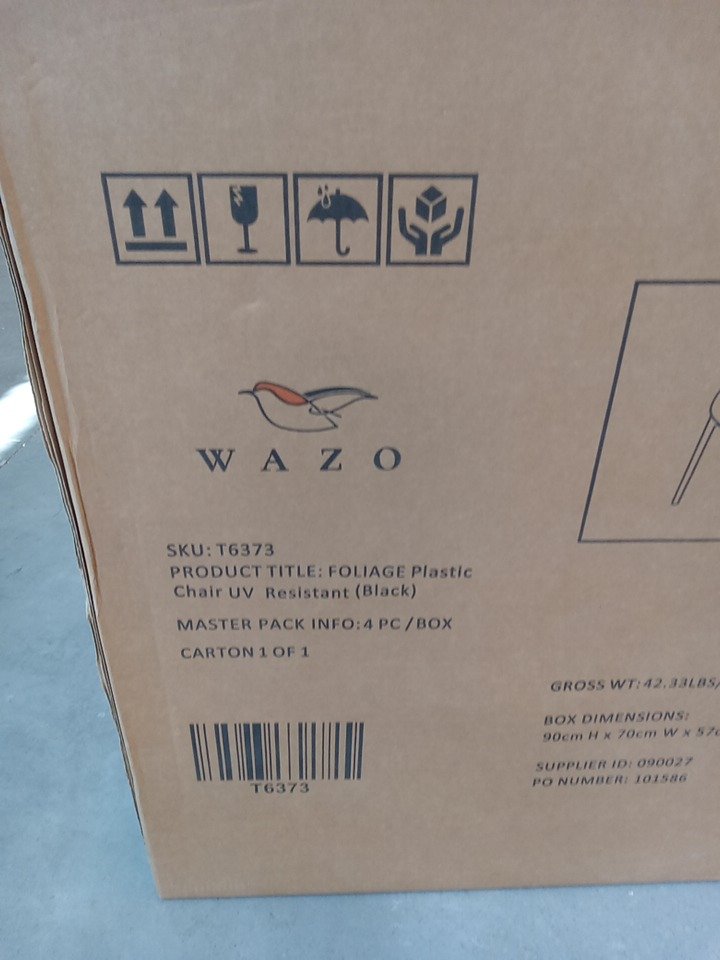 WAZO
SKU: T6373
PRODUCT TITLE: FOLIAGE Plastic
Chair UV Resistant (Black)
MASTER PACK INFO: 4 PC/BOX
CARTON 1 OF 1
T6373
GROSS WT: 42.33LBS/
BOX DIMENSIONS:
90cm H x 70cm W x
SUPPLIER ID: 090027
PO NUMBER: 101586